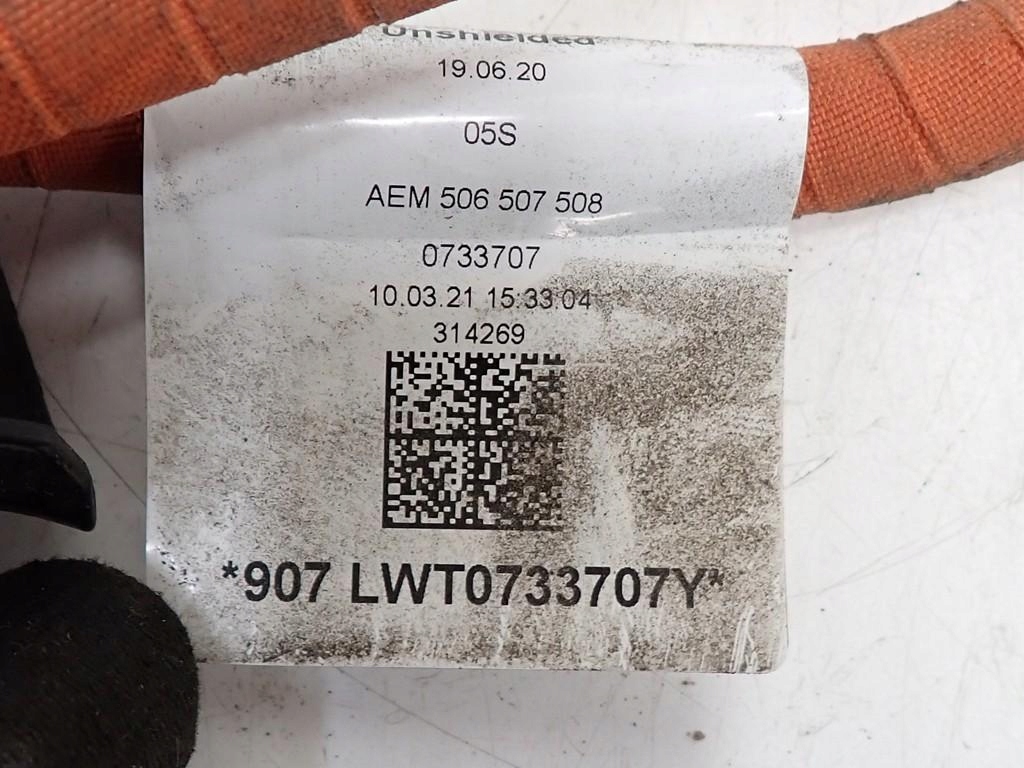 Unshielded
19.06.20
05S
AEM 506 507 508
0733707
10.03.21 15:33:04
314269
*907 LWT0733707Y*